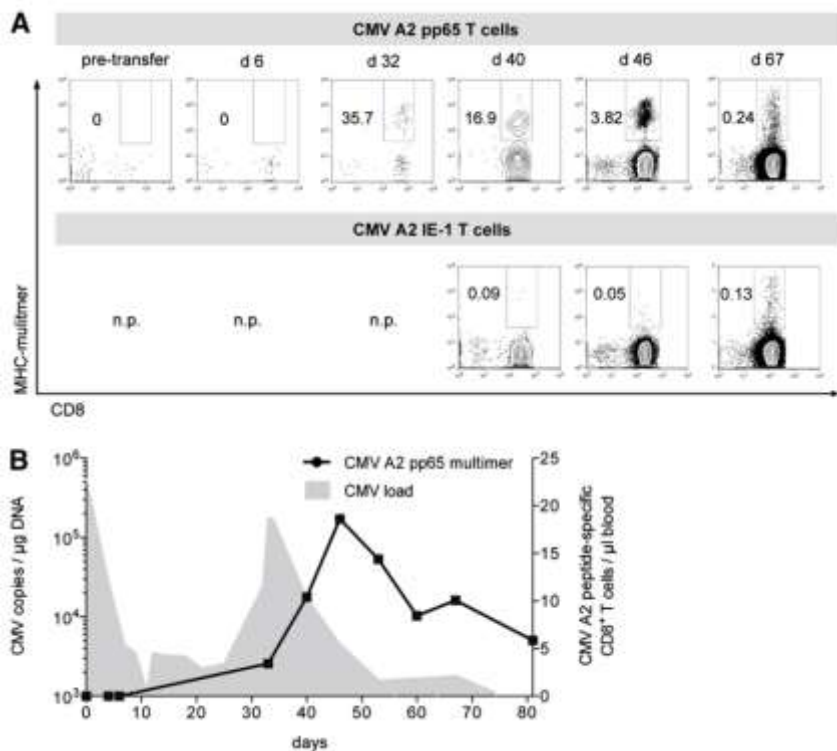 A
CMV A2 pp65 T cells
pre-transfer d 6 d 32 d 40 d 46 d 67
0 0 35.7 16.9 3.82 0.24
CMV A2 IE-1 T cells
n.p. n.p. n.p. 0.09 0.05 0.13
MHC-mulitmer
CD8
B
CMV A2 pp65 multimer
CMV load
CMV copies / µg DNA
10⁶
10⁵
10⁴
10³
25
20
15
10
5
0
CMV A2 peptide-specific
CD8⁺ T cells / µl blood
0 10 20 30 40 50 60 70 80
days